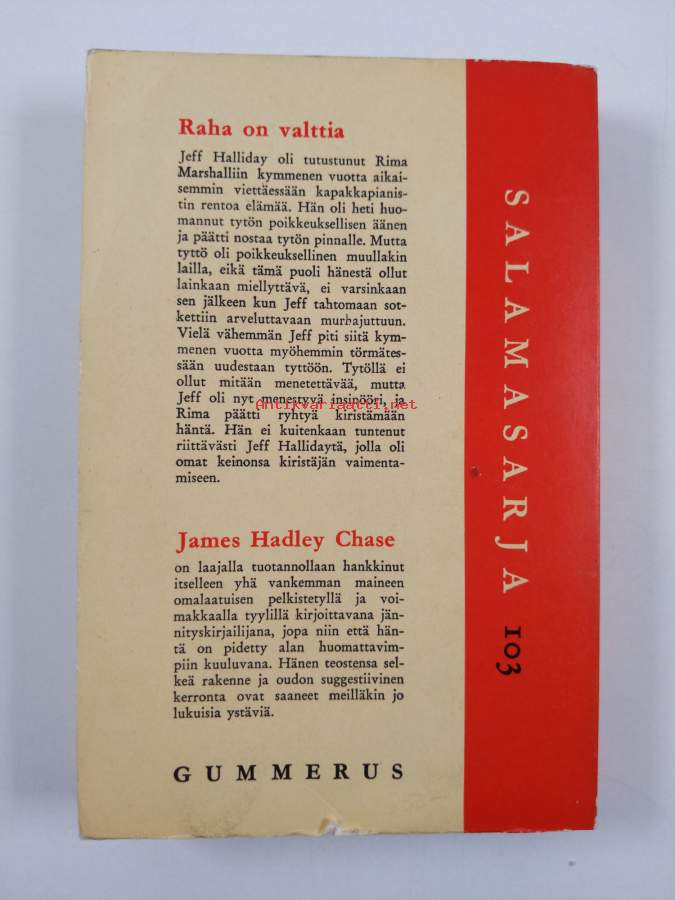 Raha on valttia
Jeff Halliday oli tutustunut Rima
Marshalliin kymmenen vuotta aikai-
semmin viettäessään kapakkapianis-
tin rentoa elämää. Hän oli heti huo-
mannut tytön poikkeuksellisen äänen
ja päätti nostaa tytön pinnalle. Mutta
tyttö oli poikkeuksellinen muullakin
lailla, eikä tämä puoli hänestä ollut
lainkaan miellyttävä, ei varsinkaan
sen jälkeen kun Jeff tahtomaan sot-
kettiin arveluttavaan murhajuttuun.
Vielä vähemmän Jeff piti siitä kym-
menen vuotta myöhemmin törmätes-
sään uudestaan tyttöön. Tytöllä ei
ollut mitään menetettävää, mutta
Jeff oli nyt menestyvä insinööri, ja
Antikvariaatti.net
Rima päätti ryhtyä kiristämään
häntä. Hän ei kuitenkaan tuntenut
riittävästi Jeff Hallidaytä, jolla oli
omat keinonsa kiristäjän vaimenta-
miseen.
James Hadley Chase
on laajalla tuotannollaan hankkinut
itselleen yhä vankemman maineen
omalaatuisen pelkistetyllä ja voi-
makkaalla tyylillä kirjoittavana jän-
nityskirjailijana, jopa niin että hän-
tä on pidetty alan huomattavim-
piin kuuluvana. Hänen teostensa sel-
keä rakenne ja oudon suggestiivinen
kerronta ovat saaneet meilläkin jo
lukuisia ystäviä.
GUMMERUS
SALAMASARJA 103